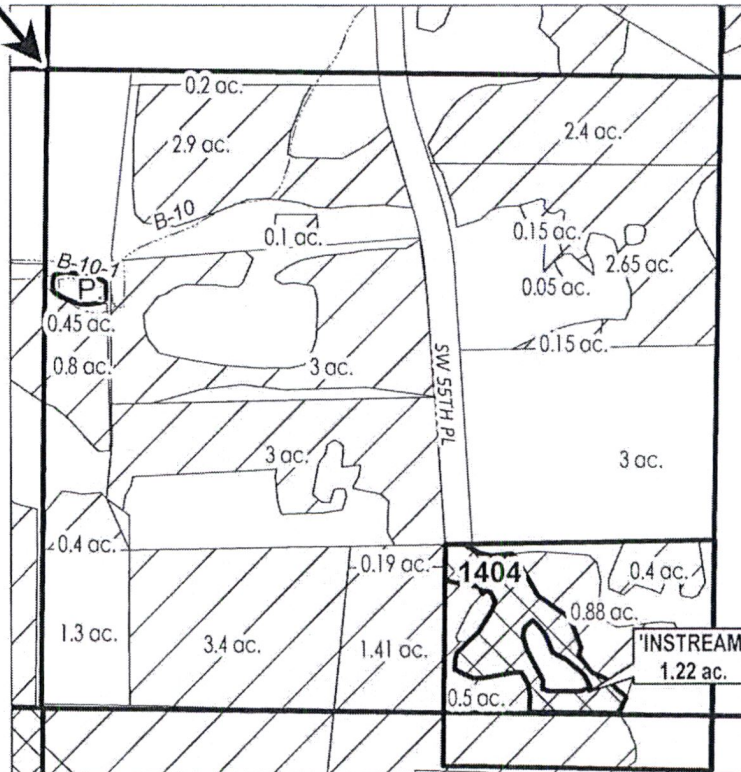 0.2 ac.
2.9 ac.
2.4 ac.
B-10
0.1 ac.
0.15 ac.
2.65 ac.
B-10-1
P.
0.05 ac.
0.45 ac.
0.15 ac.
0.8 ac.
3 ac.
SW 55TH PL
3 ac.
3 ac.
0.4 ac.
0.19 ac.
1404
0.4 ac.
0.88 ac.
1.3 ac.
3.4 ac.
1.41 ac.
'INSTREAM
1.22 ac.
0.5 ac.